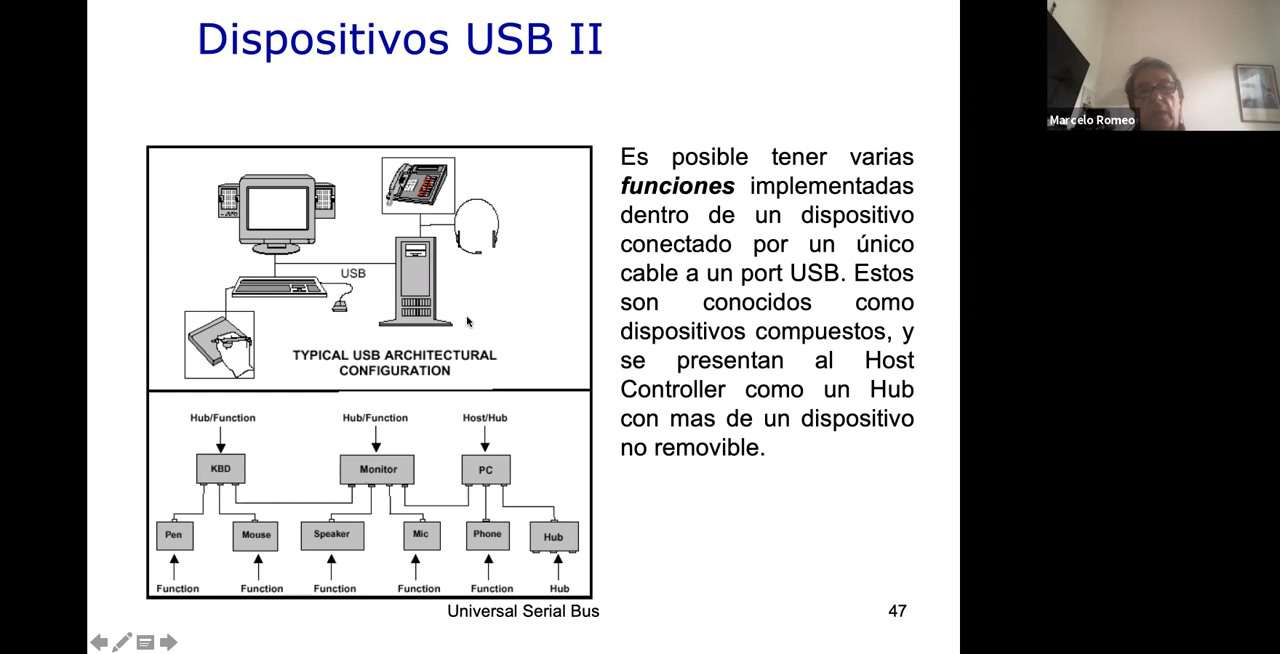 Dispositivos USB II
Marcelo Romeo
USB
TYPICAL USB ARCHITECTURAL
CONFIGURATION
Hub/Function Hub/Function Host/Hub
KBD Monitor PC
Pen Mouse Speaker Mic Phone Hub
Function Function Function Function Function Hub
Es posible tener varias
funciones implementadas
dentro de un dispositivo
conectado por un único
cable a un port USB. Estos
son conocidos como
dispositivos compuestos, y
se presentan al Host
Controller como un Hub
con mas de un dispositivo
no removible.
Universal Serial Bus 47